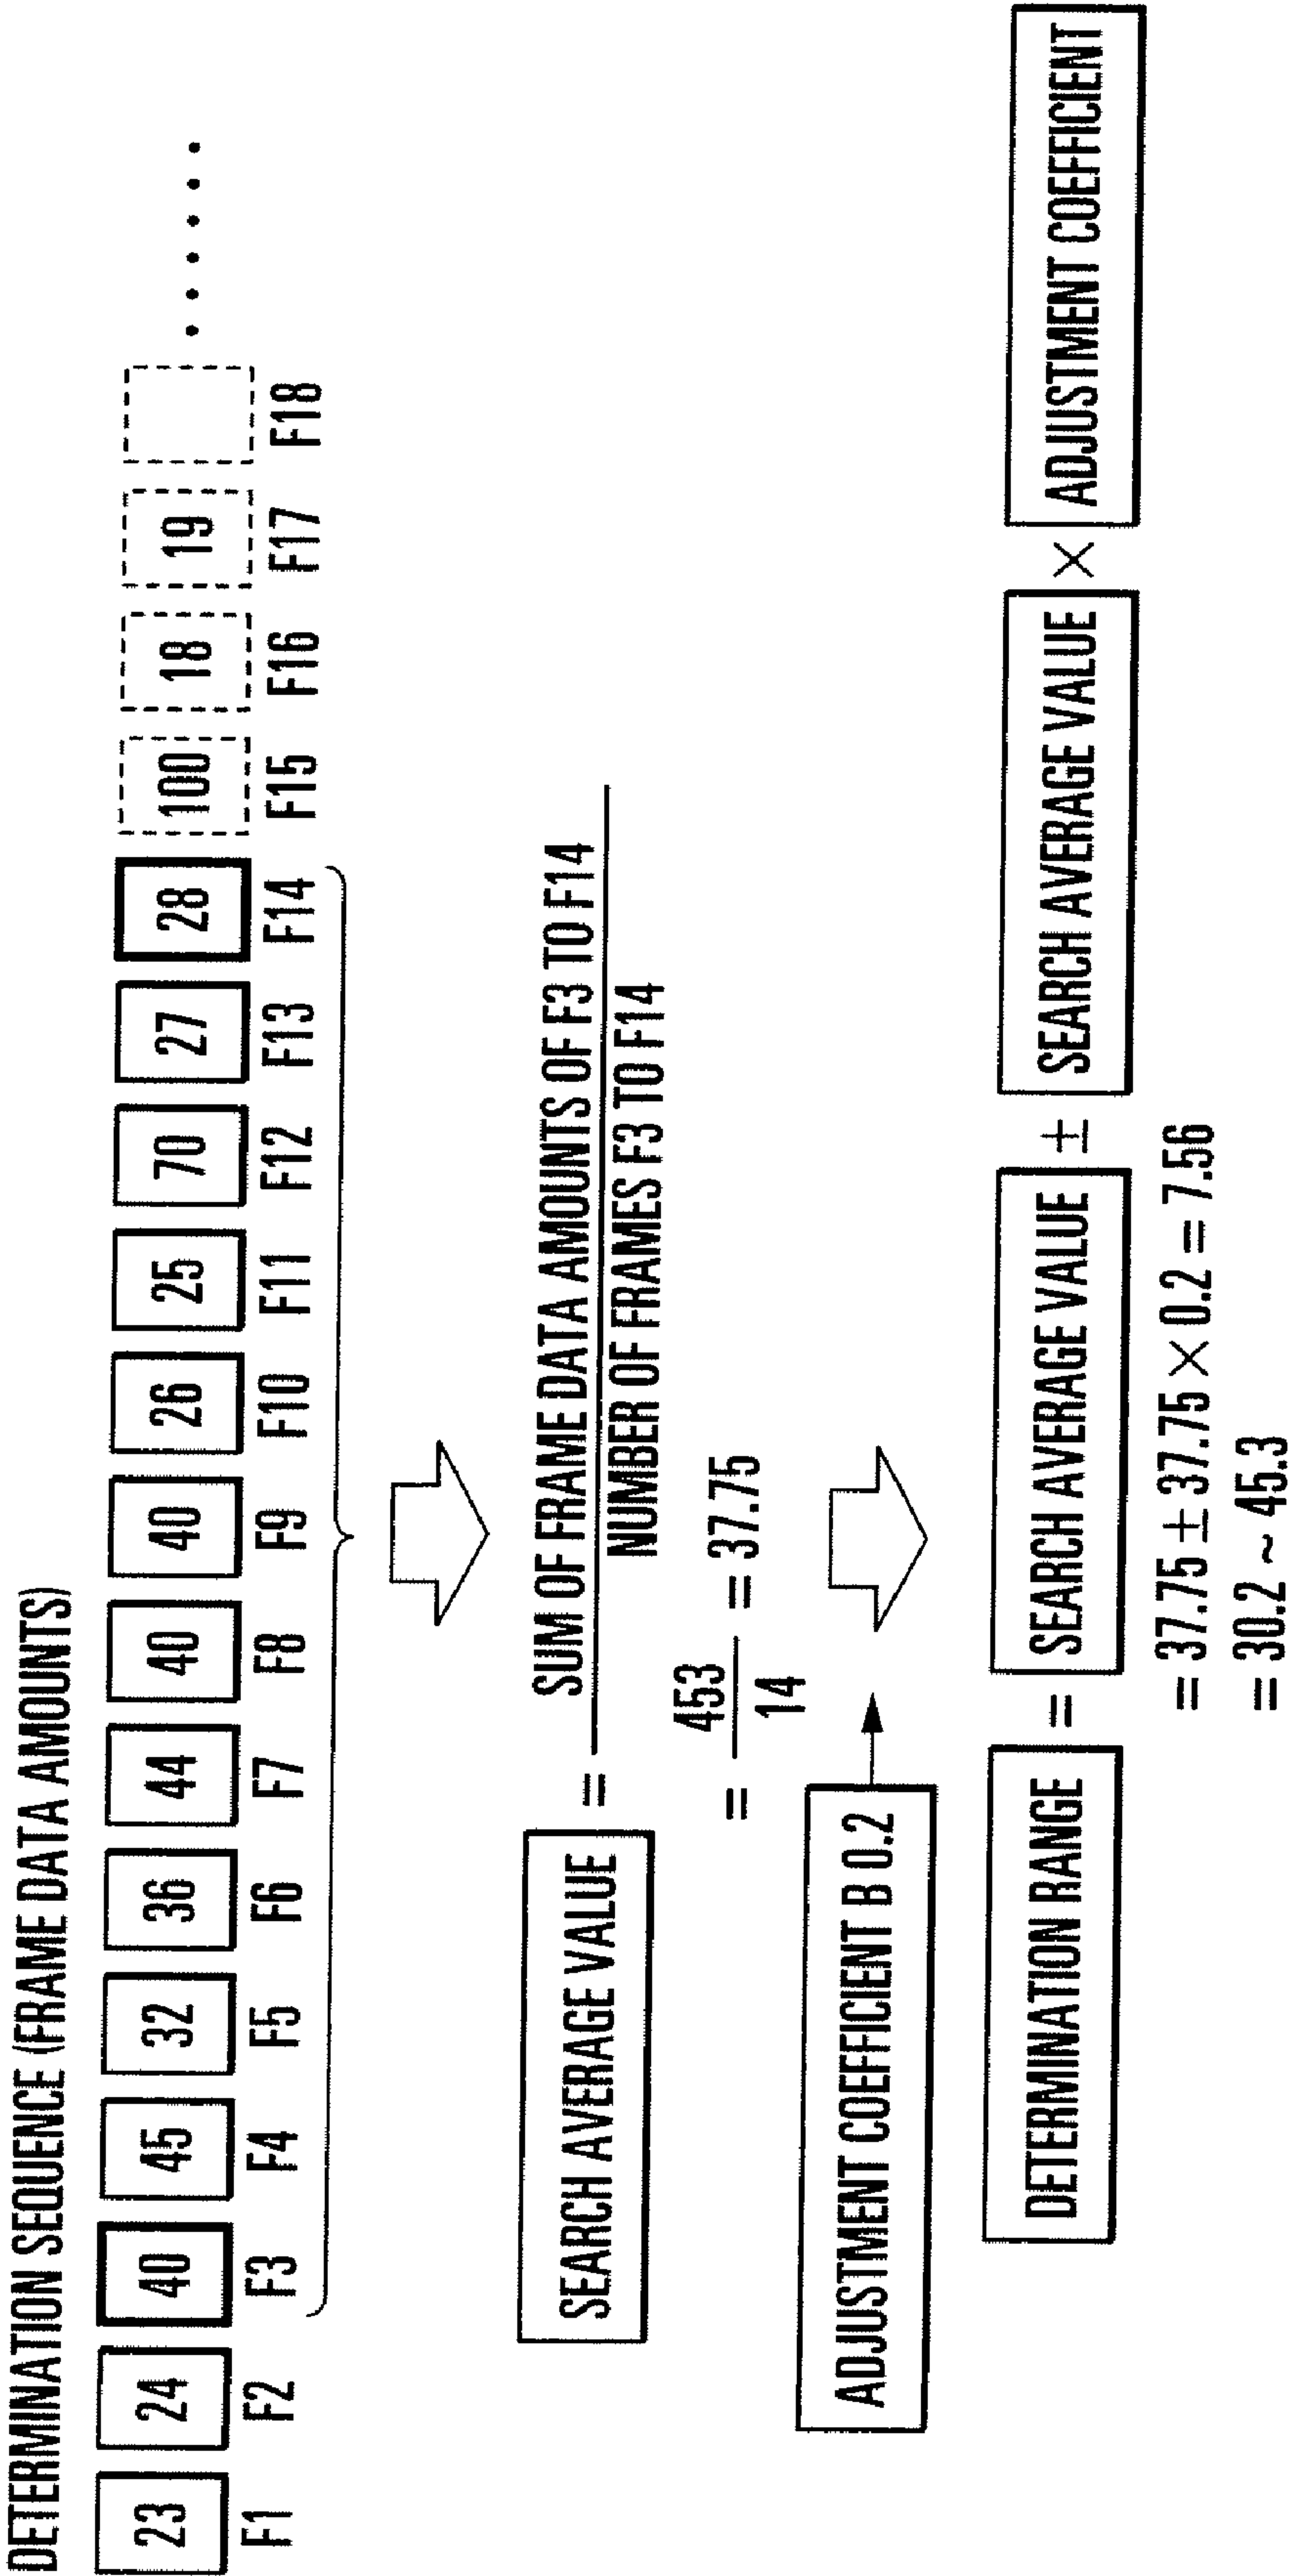 DETERMINATION SEQUENCE (FRAME DATA AMOUNTS)
23 24 40 45 32 36 44 40 40 26 25 70 27 28 100 18 19 ······
F1 F2 F3 F4 F5 F6 F7 F8 F9 F10 F11 F12 F13 F14 F15 F16 F17 F18
SUM OF FRAME DATA AMOUNTS OF F3 TO F14
SEARCH AVERAGE VALUE =
NUMBER OF FRAMES F3 TO F14
= 453 / 14 = 37.75
ADJUSTMENT COEFFICIENT B 0.2
DETERMINATION RANGE = SEARCH AVERAGE VALUE ± SEARCH AVERAGE VALUE × ADJUSTMENT COEFFICIENT
= 37.75 ± 37.75 × 0.2 = 7.56
= 30.2 ~ 45.3